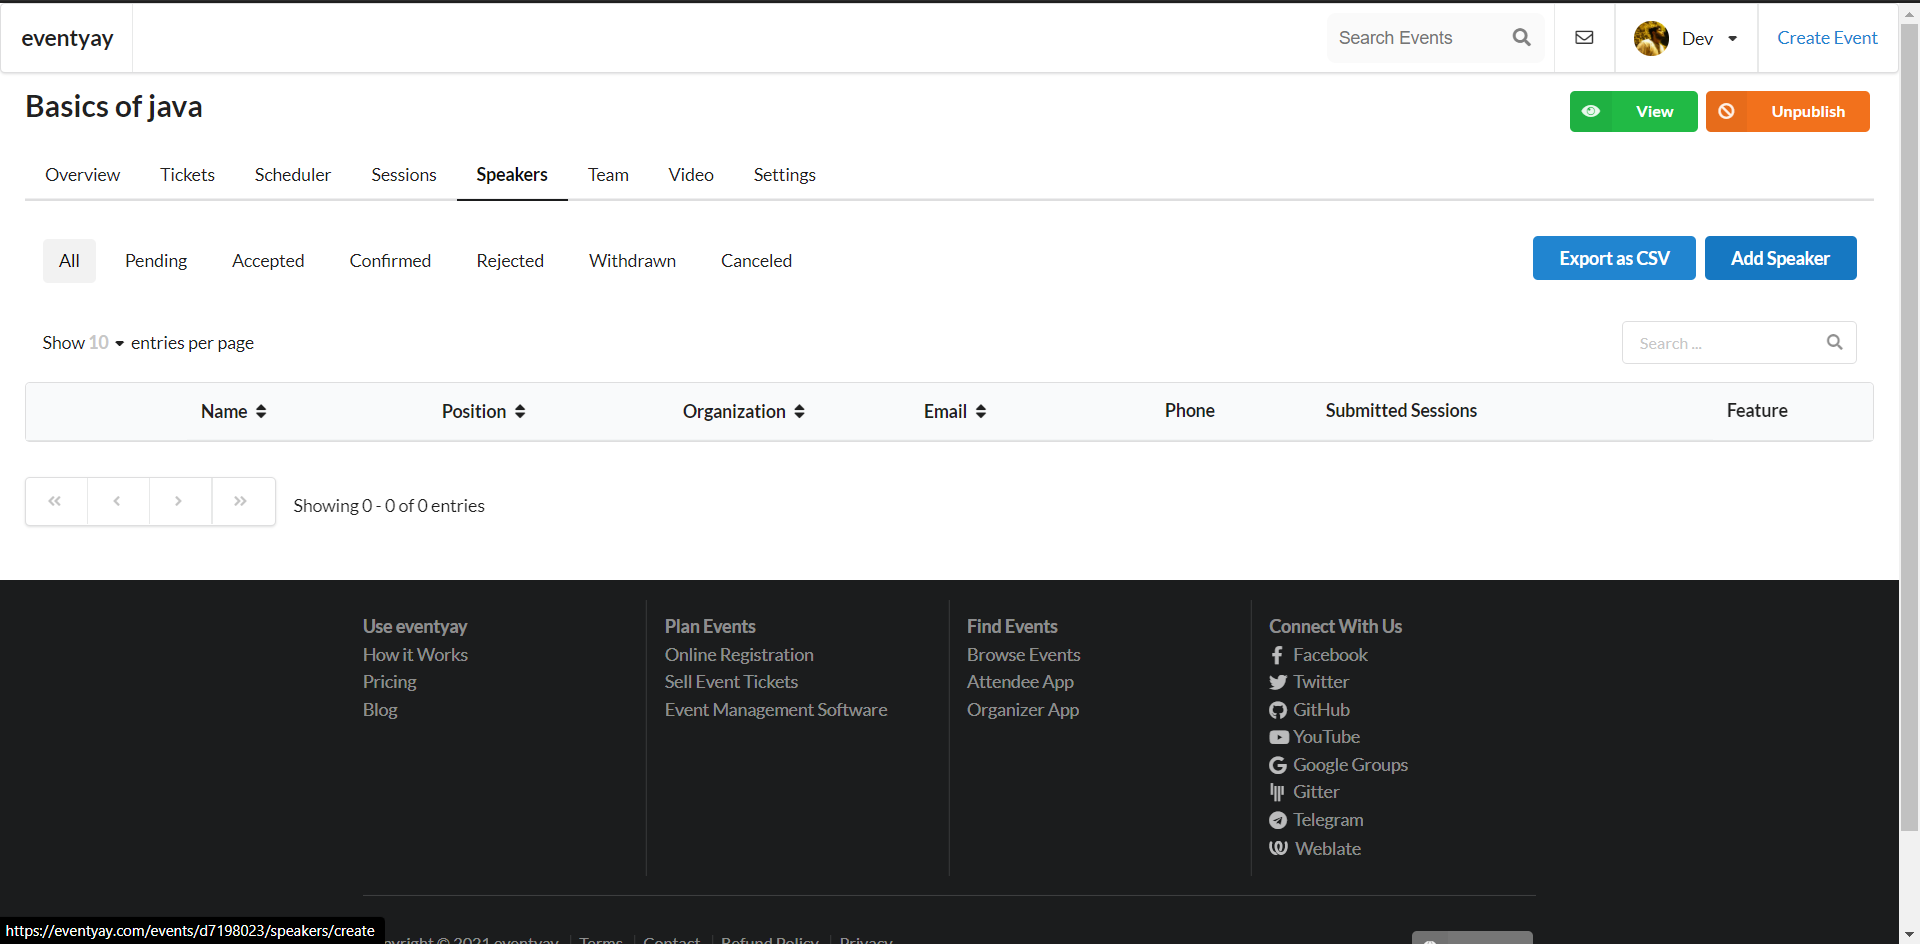 eventyay
Search Events
Dev
Create Event
Basics of java
View
Unpublish
Overview Tickets Scheduler Sessions Speakers Team Video Settings
All Pending Accepted Confirmed Rejected Withdrawn Canceled
Export as CSV Add Speaker
Show 10 entries per page
Search ...
Name Position Organization Email Phone Submitted Sessions Feature
« ‹ › »
Showing 0 - 0 of 0 entries
Use eventyay
How it Works
Pricing
Blog
Plan Events
Online Registration
Sell Event Tickets
Event Management Software
Find Events
Browse Events
Attendee App
Organizer App
Connect With Us
Facebook
Twitter
GitHub
YouTube
Google Groups
Gitter
Telegram
Weblate
https://eventyay.com/events/d7198023/speakers/create
© 2021 eventyay Terms Contact Refund Policy Privacy